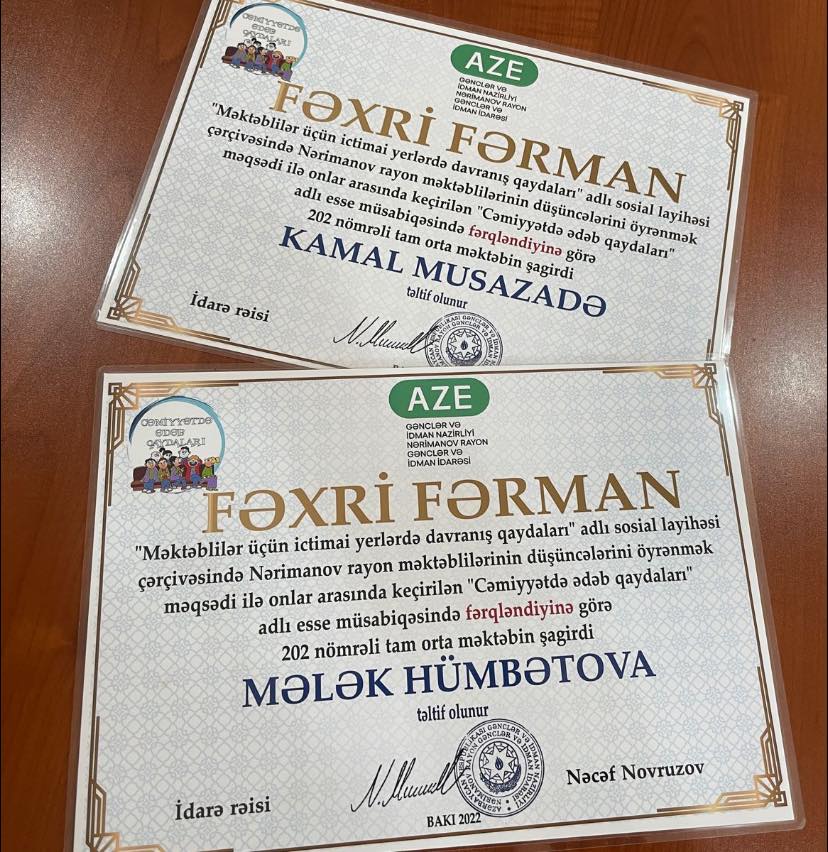 CƏMİYYƏTDƏ
ƏDƏB
QAYDALARI
AZE
GƏNCLƏR VƏ
İDMAN NAZİRLİYİ
NƏRİMANOV RAYON
GƏNCLƏR VƏ
İDMAN İDARƏSİ
FƏXRİ FƏRMAN
"Məktəblilər üçün ictimai yerlərdə davranış qaydaları" adlı sosial layihəsi
çərçivəsində Nərimanov rayon məktəblilərinin düşüncələrini öyrənmək
məqsədi ilə onlar arasında keçirilən "Cəmiyyətdə ədəb qaydaları"
adlı esse müsabiqəsində fərqləndiyinə görə
202 nömrəli tam orta məktəbin şagirdi
KAMAL MUSAZADƏ
təltif olunur
İdarə rəisi
CƏMİYYƏTDƏ
ƏDƏB
QAYDALARI
AZE
GƏNCLƏR VƏ
İDMAN NAZİRLİYİ
NƏRİMANOV RAYON
GƏNCLƏR VƏ
İDMAN İDARƏSİ
FƏXRİ FƏRMAN
"Məktəblilər üçün ictimai yerlərdə davranış qaydaları" adlı sosial layihəsi
çərçivəsində Nərimanov rayon məktəblilərinin düşüncələrini öyrənmək
məqsədi ilə onlar arasında keçirilən "Cəmiyyətdə ədəb qaydaları"
adlı esse müsabiqəsində fərqləndiyinə görə
202 nömrəli tam orta məktəbin şagirdi
MƏLƏK HÜMBƏTOVA
təltif olunur
İdarə rəisi
Nəcəf Novruzov
BAKI 2022